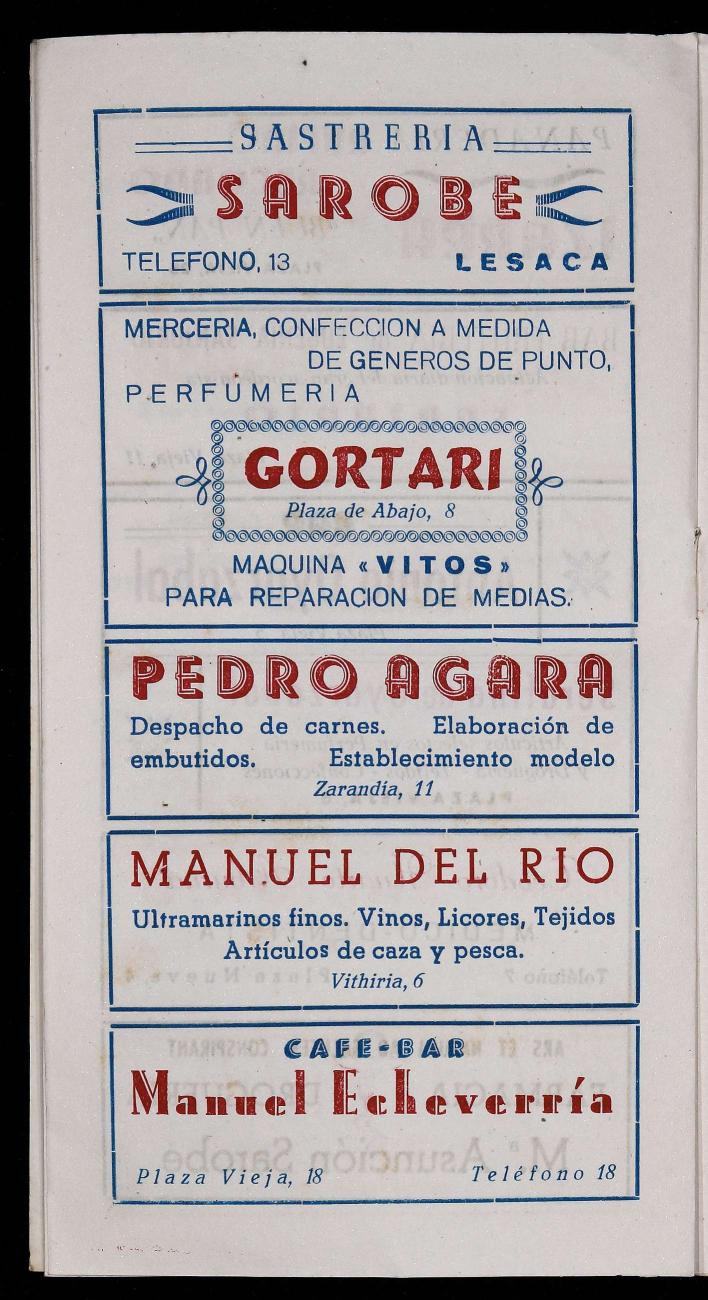 SASTRERIA
SAROBE
TELEFONO, 13 LESACA
MERCERIA, CONFECCION A MEDIDA
DE GENEROS DE PUNTO,
PERFUMERIA
GORTARI
Plaza de Abajo, 8
MAQUINA «VITOS»
PARA REPARACION DE MEDIAS.
PEDRO AGARA
Despacho de carnes. Elaboración de
embutidos. Establecimiento modelo
Zarandia, 11
MANUEL DEL RIO
Ultramarinos finos. Vinos, Licores, Tejidos
Artículos de caza y pesca.
Vithiria, 6
CAFE-BAR
Manuel Echeverría
Plaza Vieja, 18 Teléfono 18